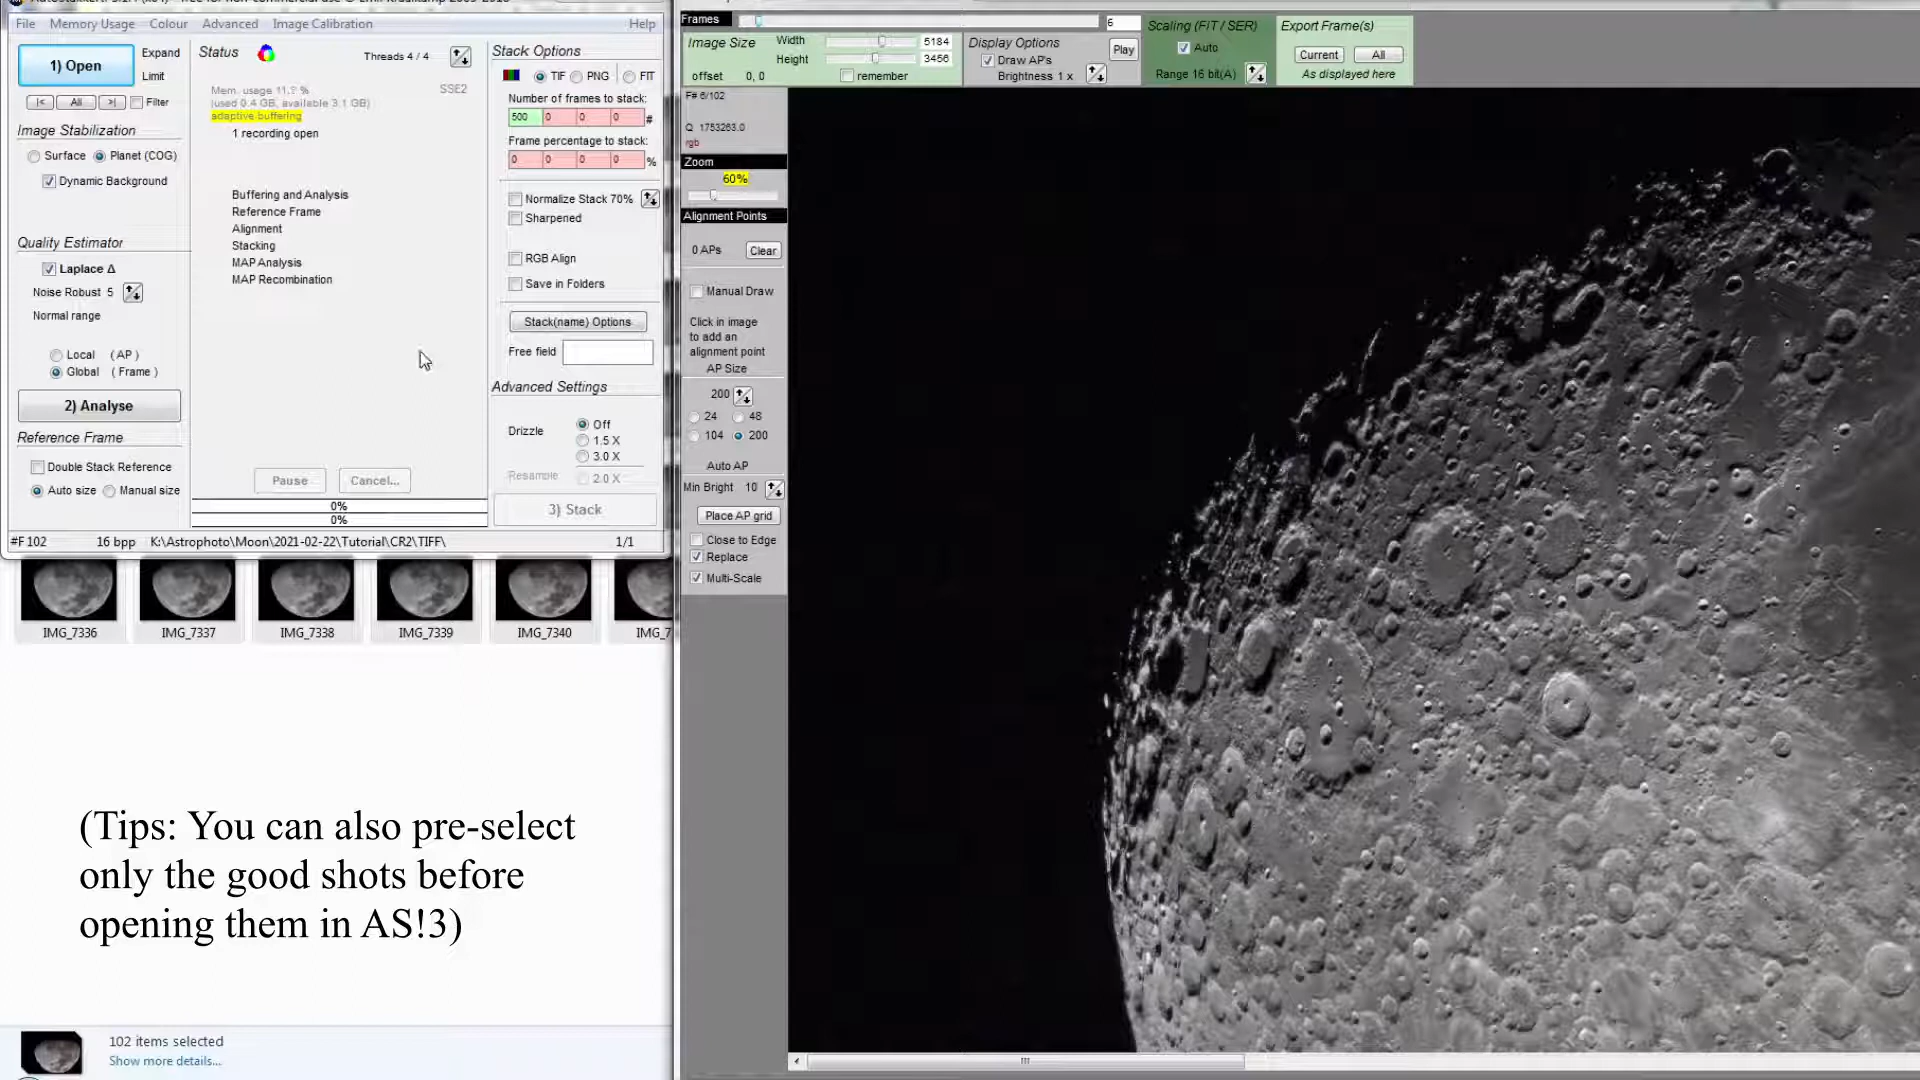 File Memory Usage Colour Advanced Image Calibration Help
1) Open
Expand
Limit
|< All >| Filter
Image Stabilization
Surface Planet (COG)
Dynamic Background
Quality Estimator
Laplace Δ
Noise Robust 5
Normal range
Local (AP)
Global (Frame)
2) Analyse
Reference Frame
Double Stack Reference
Auto size Manual size
Status
Threads 4 / 4
SSE2
Mem. usage
(used 0.4 GB, available 3.1 GB)
adaptive buffering
1 recording open
Buffering and Analysis
Reference Frame
Alignment
Stacking
MAP Analysis
MAP Recombination
Pause Cancel...
0%
0%
Stack Options
TIF PNG FIT
Number of frames to stack:
500 0 0 0 #
Frame percentage to stack:
0 0 0 0 %
Normalize Stack 70%
Sharpened
RGB Align
Save in Folders
Stack(name) Options
Free field
Advanced Settings
Drizzle
Off
1.5 X
3.0 X
Resample 2.0 X
3) Stack
#F 102 16 bpp K:\Astrophoto\Moon\2021-02-22\Tutorial\CR2\TIFF\ 1/1
IMG_7336 IMG_7337 IMG_7338 IMG_7339 IMG_7340 IMG_7
(Tips: You can also pre-select
only the good shots before
opening them in AS!3)
102 items selected
Show more details...
Frames 6
Image Size
Width 5184
Height 3456
offset 0, 0 remember
Display Options
Draw AP's
Brightness 1 x
Play
Scaling (FIT / SER)
Auto
Range 16 bit(A)
Export Frame(s)
Current All
As displayed here
F# 6/102
Q 1753263.0
rgb
Zoom
60%
Alignment Points
0 APs Clear
Manual Draw
Click in image
to add an
alignment point
AP Size
200
24 48
104 200
Auto AP
Min Bright 10
Place AP grid
Close to Edge
Replace
Multi-Scale